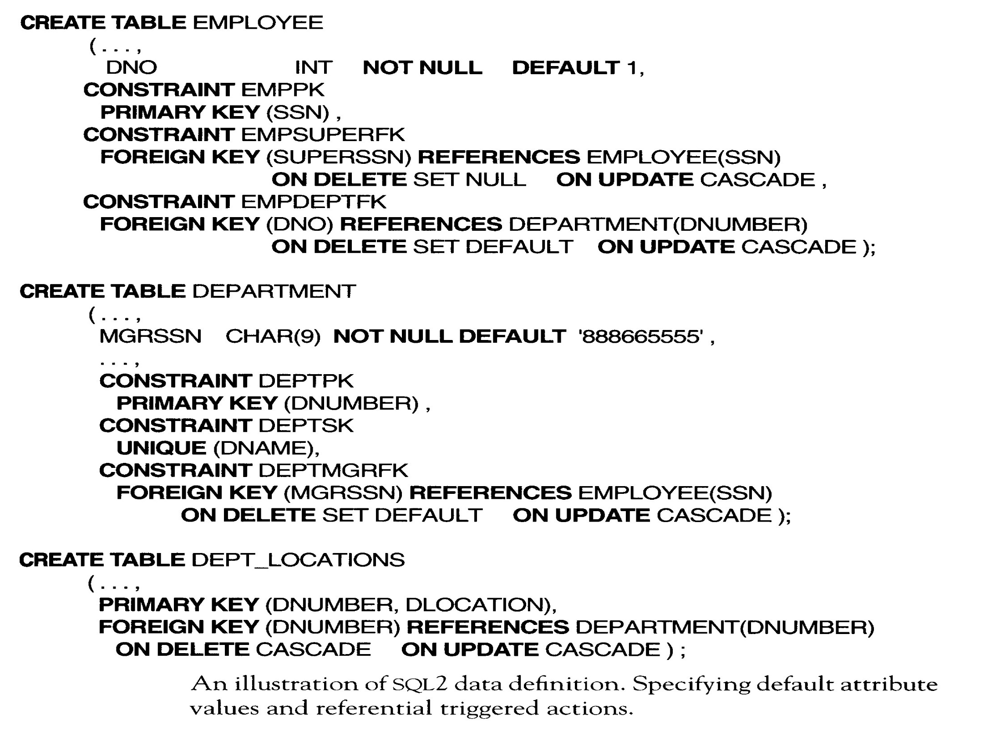 CREATE TABLE EMPLOYEE
( . . . ,
DNO INT NOT NULL DEFAULT 1,
CONSTRAINT EMPPK
PRIMARY KEY (SSN) ,
CONSTRAINT EMPSUPERFK
FOREIGN KEY (SUPERSSN) REFERENCES EMPLOYEE(SSN)
ON DELETE SET NULL ON UPDATE CASCADE ,
CONSTRAINT EMPDEPTFK
FOREIGN KEY (DNO) REFERENCES DEPARTMENT(DNUMBER)
ON DELETE SET DEFAULT ON UPDATE CASCADE );
CREATE TABLE DEPARTMENT
( . . . ,
MGRSSN CHAR(9) NOT NULL DEFAULT '888665555' ,
. . . ,
CONSTRAINT DEPTPK
PRIMARY KEY (DNUMBER) ,
CONSTRAINT DEPTSK
UNIQUE (DNAME),
CONSTRAINT DEPTMGRFK
FOREIGN KEY (MGRSSN) REFERENCES EMPLOYEE(SSN)
ON DELETE SET DEFAULT ON UPDATE CASCADE );
CREATE TABLE DEPT_LOCATIONS
( . . . ,
PRIMARY KEY (DNUMBER, DLOCATION),
FOREIGN KEY (DNUMBER) REFERENCES DEPARTMENT(DNUMBER)
ON DELETE CASCADE ON UPDATE CASCADE ) ;
An illustration of SQL2 data definition. Specifying default attribute
values and referential triggered actions.